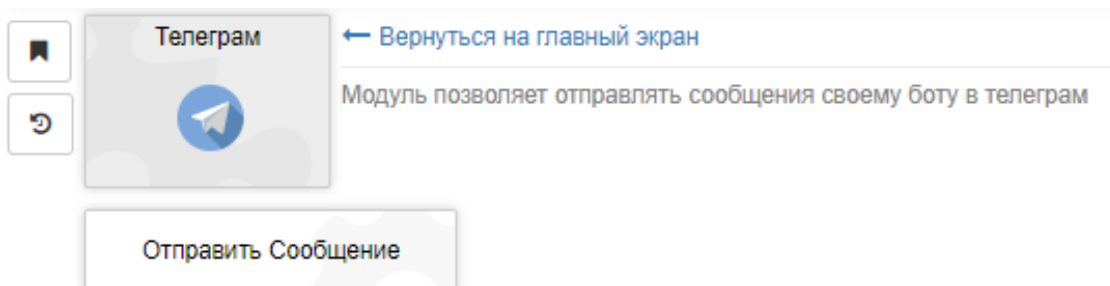 Телеграм
← Вернуться на главный экран
Модуль позволяет отправлять сообщения своему боту в телеграм
Отправить Сообщение